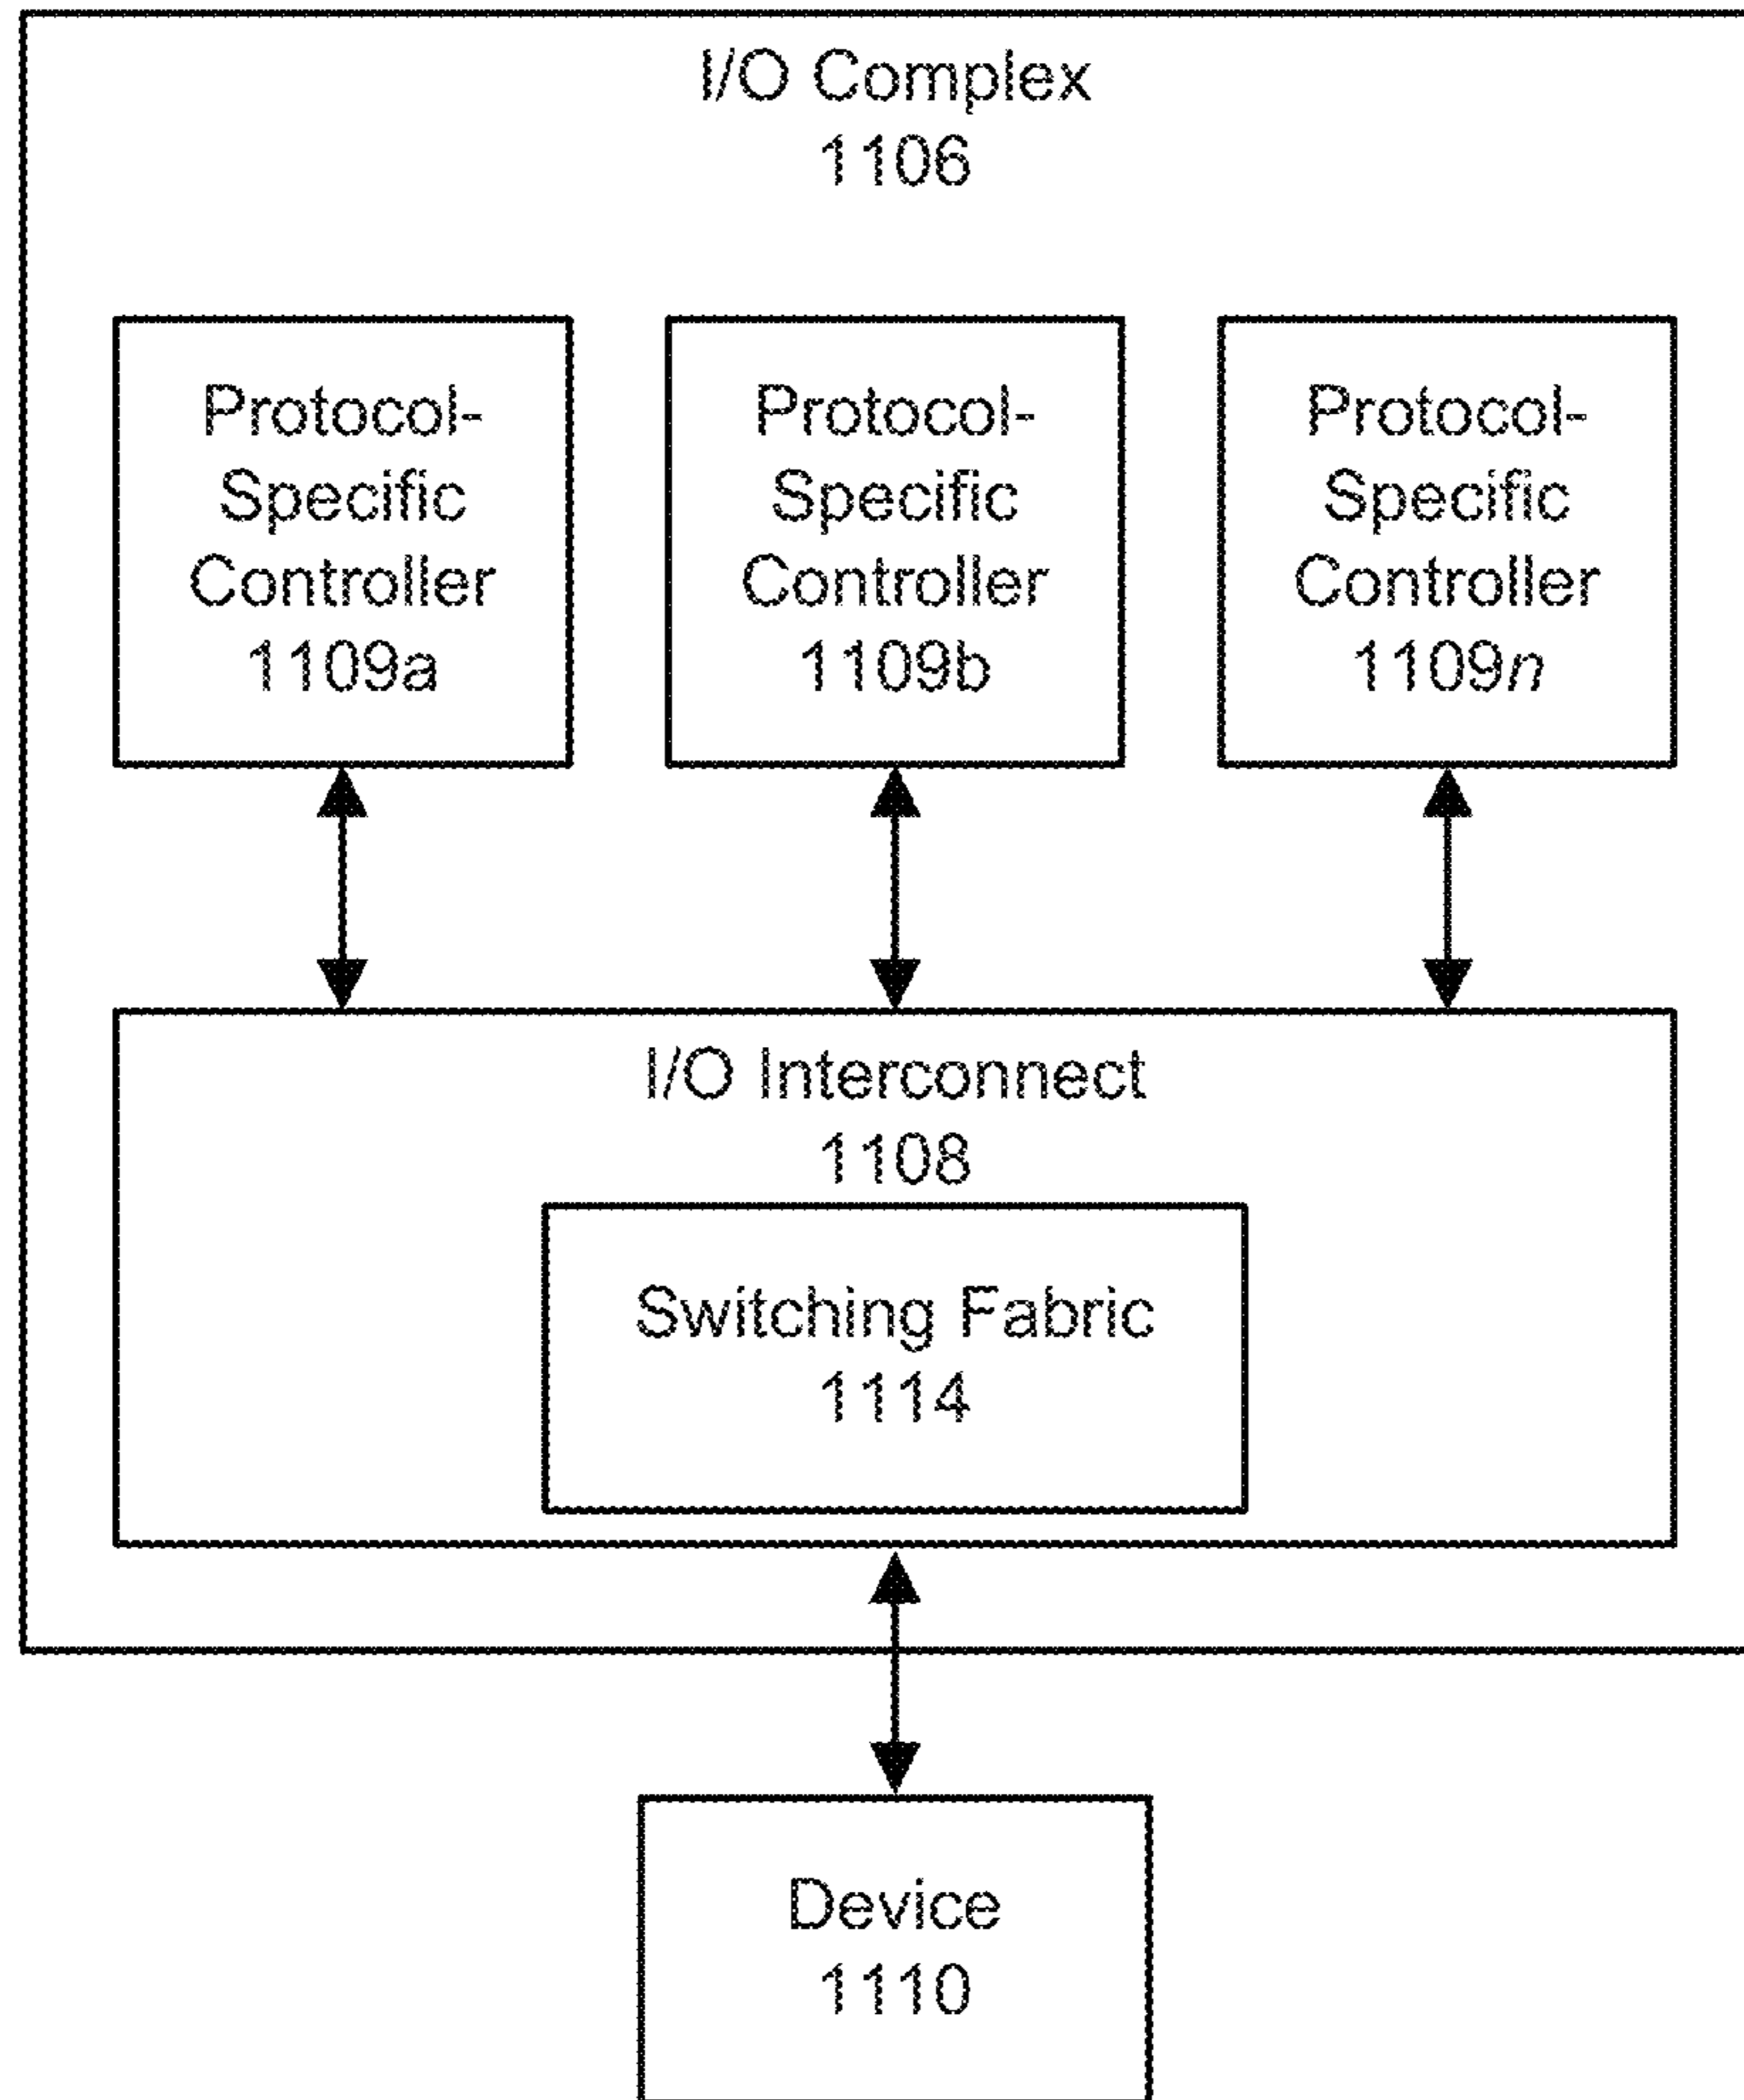 I/O Complex
1106
Protocol-
Specific
Controller
1109a
Protocol-
Specific
Controller
1109b
Protocol-
Specific
Controller
1109n
I/O Interconnect
1108
Switching Fabric
1114
Device
1110